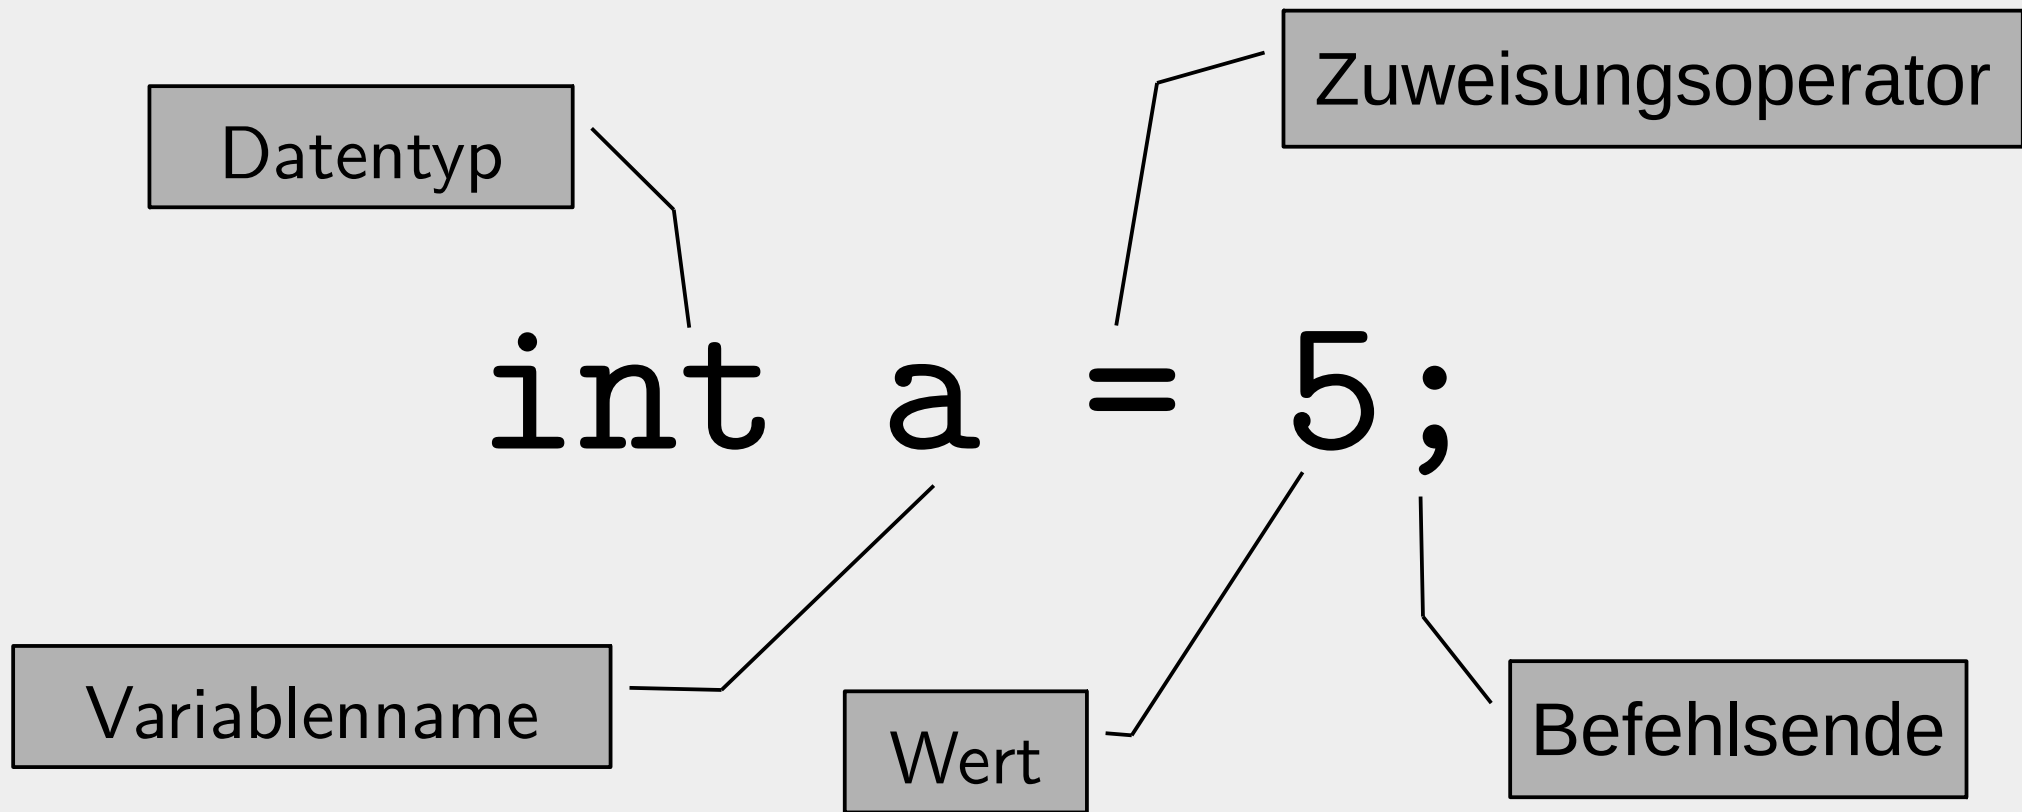 Zuweisungsoperator
Datentyp
int a = 5;
Variablenname
Wert
Befehlsende